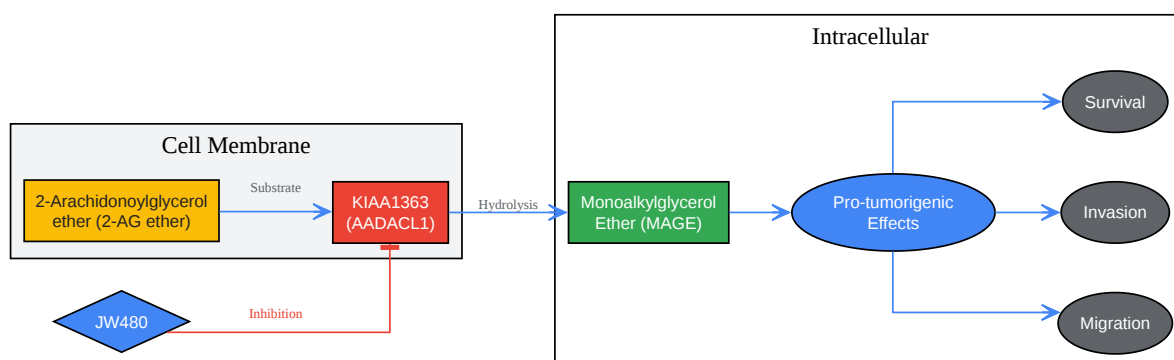 Intracellular
Survival
Cell Membrane
2-Arachidonoylglycerol
ether (2-AG ether)
Substrate
KIAA1363
(AADACL1)
Hydrolysis
Monoalkylglycerol
Ether (MAGE)
Pro-tumorigenic
Effects
Invasion
JW480
Inhibition
Migration